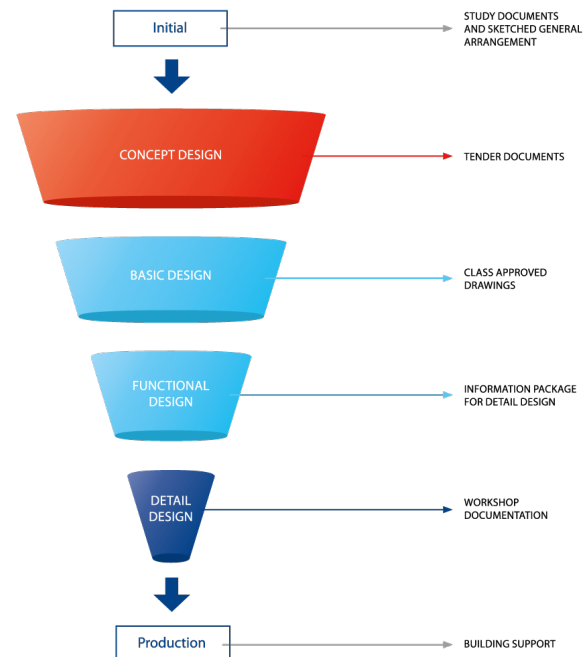 Initial
STUDY DOCUMENTS
AND SKETCHED GENERAL
ARRANGEMENT
CONCEPT DESIGN
TENDER DOCUMENTS
BASIC DESIGN
CLASS APPROVED
DRAWINGS
FUNCTIONAL
DESIGN
INFORMATION PACKAGE
FOR DETAIL DESIGN
DETAIL
DESIGN
WORKSHOP
DOCUMENTATION
Production
BUILDING SUPPORT